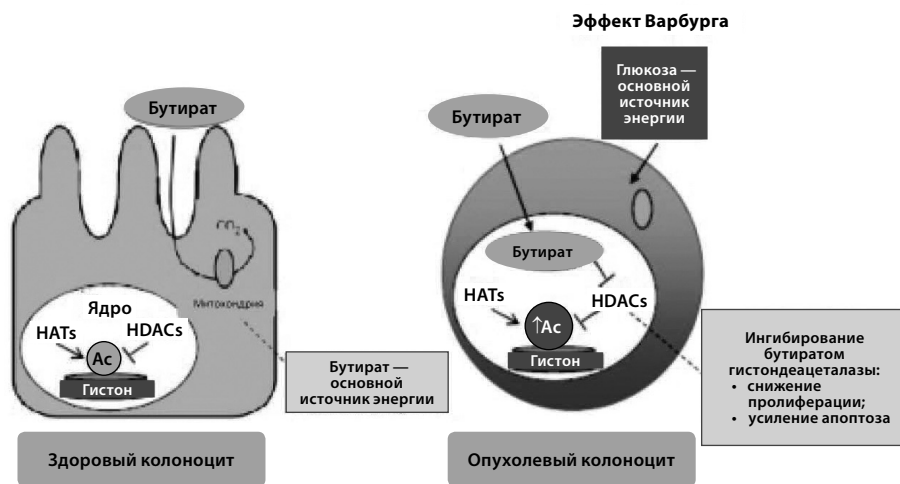 Эффект Варбурга
Глюкоза —
основной
источник
энергии
Бутират
Бутират
CO2
Митохондрия
Ядро
HATs
HDACs
Ac
Гистон
Бутират —
основной
источник энергии
Здоровый колоноцит
Бутират
HATs
HDACs
↑Ac
Гистон
Ингибирование
бутиратом
гистондеацеталазы:
• снижение
пролиферации;
• усиление апоптоза
Опухолевый колоноцит